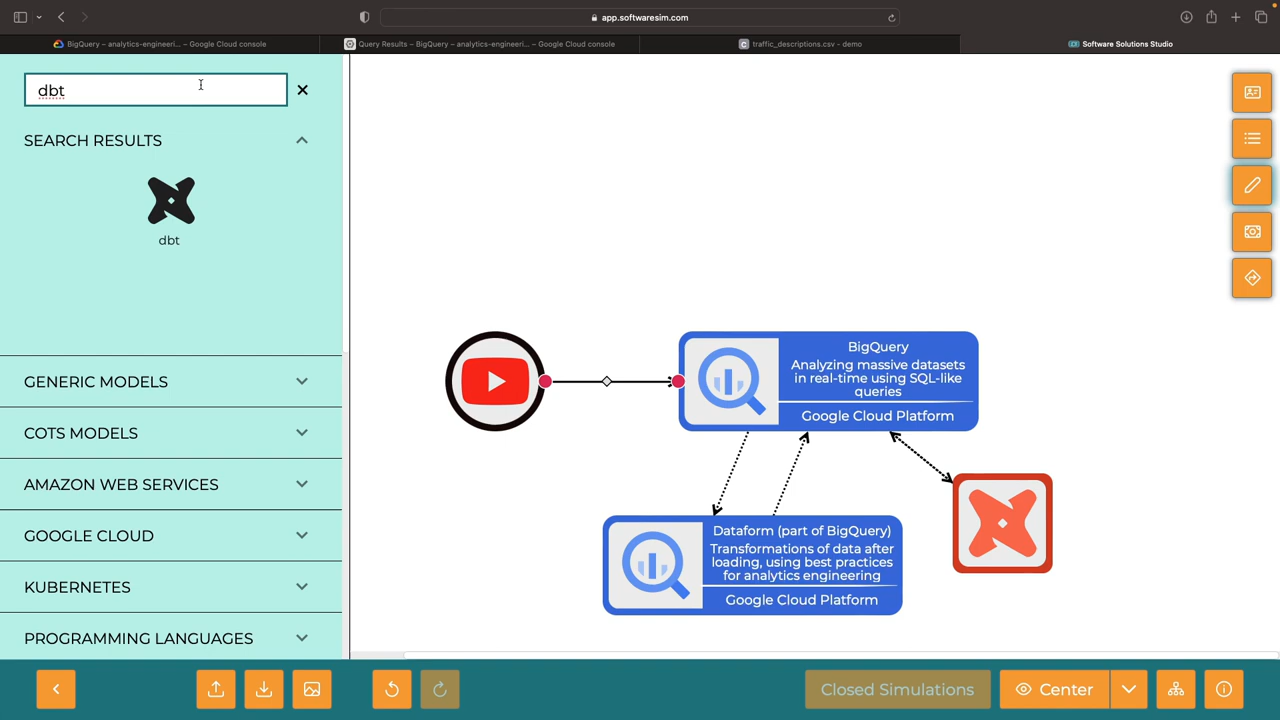 app.softwaresim.com
BigQuery – analytics-engineeri... – Google Cloud console
Query Results – BigQuery – analytics-engineeri... – Google Cloud console
traffic_descriptions.csv - demo
Software Solutions Studio
dbt
SEARCH RESULTS
dbt
GENERIC MODELS
COTS MODELS
AMAZON WEB SERVICES
GOOGLE CLOUD
KUBERNETES
PROGRAMMING LANGUAGES
BigQuery
Analyzing massive datasets
in real-time using SQL-like
queries
Google Cloud Platform
Dataform (part of BigQuery)
Transformations of data after
loading, using best practices
for analytics engineering
Google Cloud Platform
Closed Simulations
Center